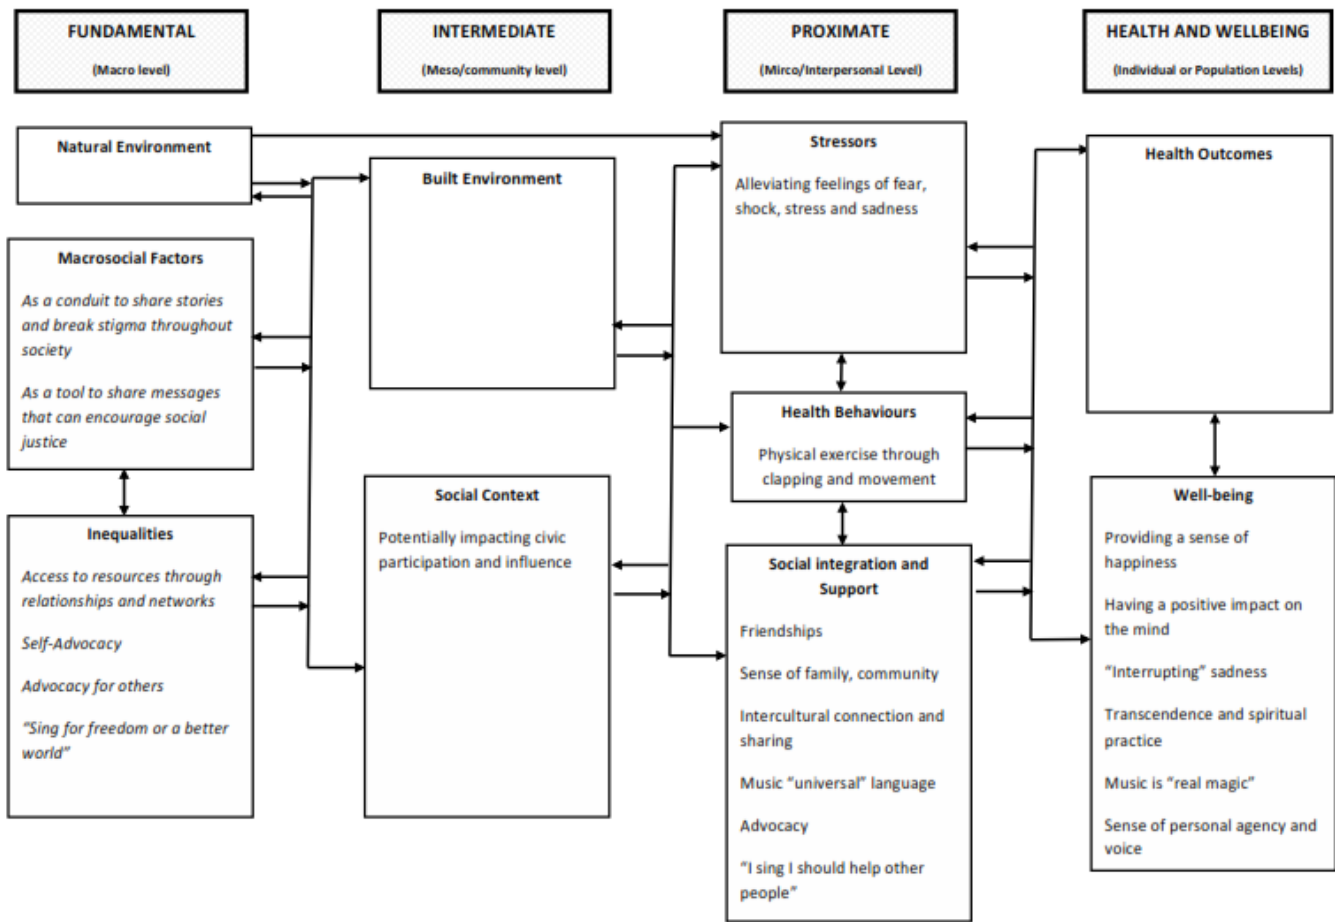 FUNDAMENTAL
(Macro level)
INTERMEDIATE
(Meso/community level)
PROXIMATE
(Mirco/Interpersonal Level)
HEALTH AND WELLBEING
(Individual or Population Levels)
Natural Environment
Macrosocial Factors
As a conduit to share stories
and break stigma throughout
society
As a tool to share messages
that can encourage social
justice
Inequalities
Access to resources through
relationships and networks
Self-Advocacy
Advocacy for others
“Sing for freedom or a better
world”
Built Environment
Social Context
Potentially impacting civic
participation and influence
Stressors
Alleviating feelings of fear,
shock, stress and sadness
Health Behaviours
Physical exercise through
clapping and movement
Social integration and
Support
Friendships
Sense of family, community
Intercultural connection and
sharing
Music “universal” language
Advocacy
“I sing I should help other
people”
Health Outcomes
Well-being
Providing a sense of
happiness
Having a positive impact on
the mind
“Interrupting” sadness
Transcendence and spiritual
practice
Music is “real magic”
Sense of personal agency and
voice